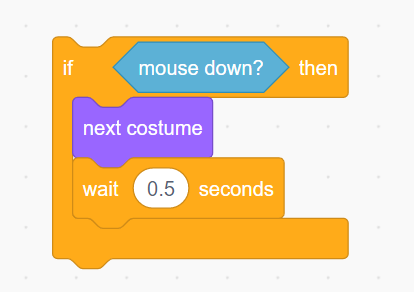 if mouse down? then
next costume
wait 0.5 seconds